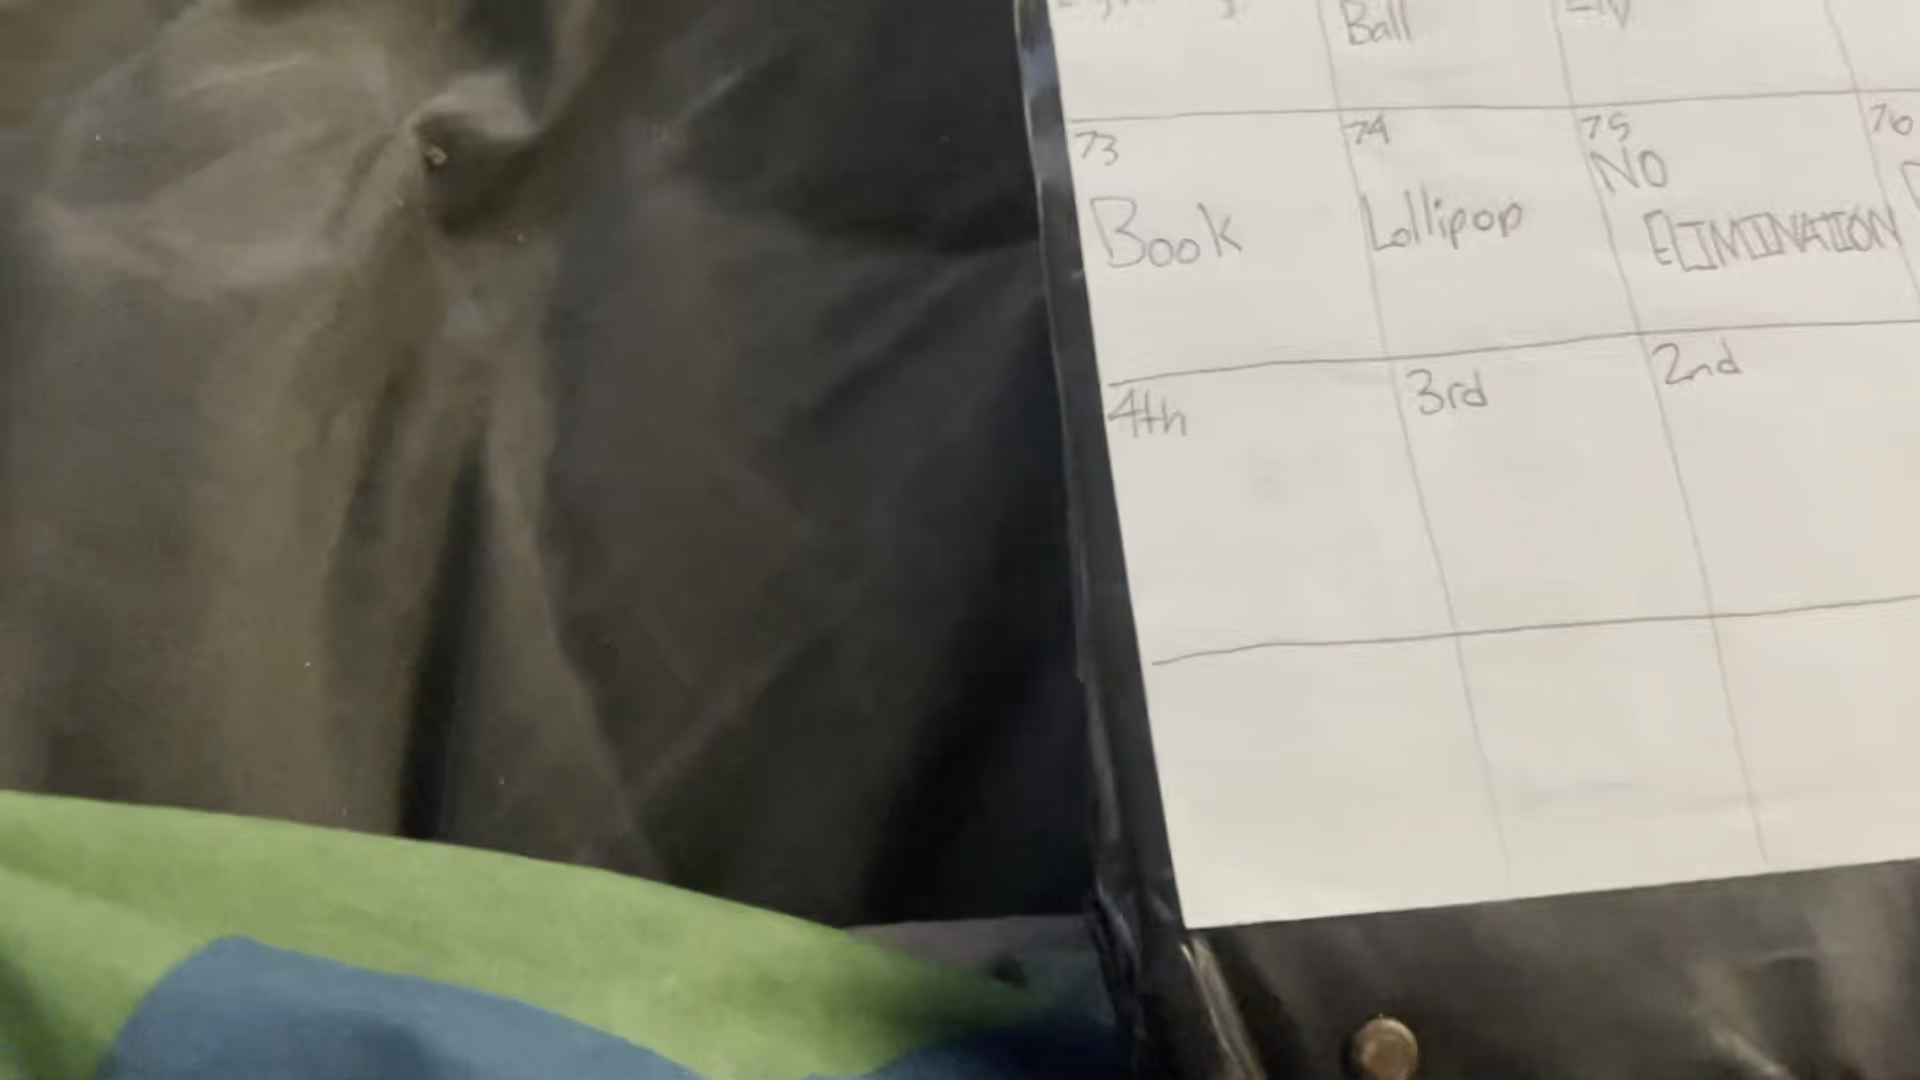 Ball
73
74
75
76
Book
Lollipop
NO
ELIMINATION
4th
3rd
2nd